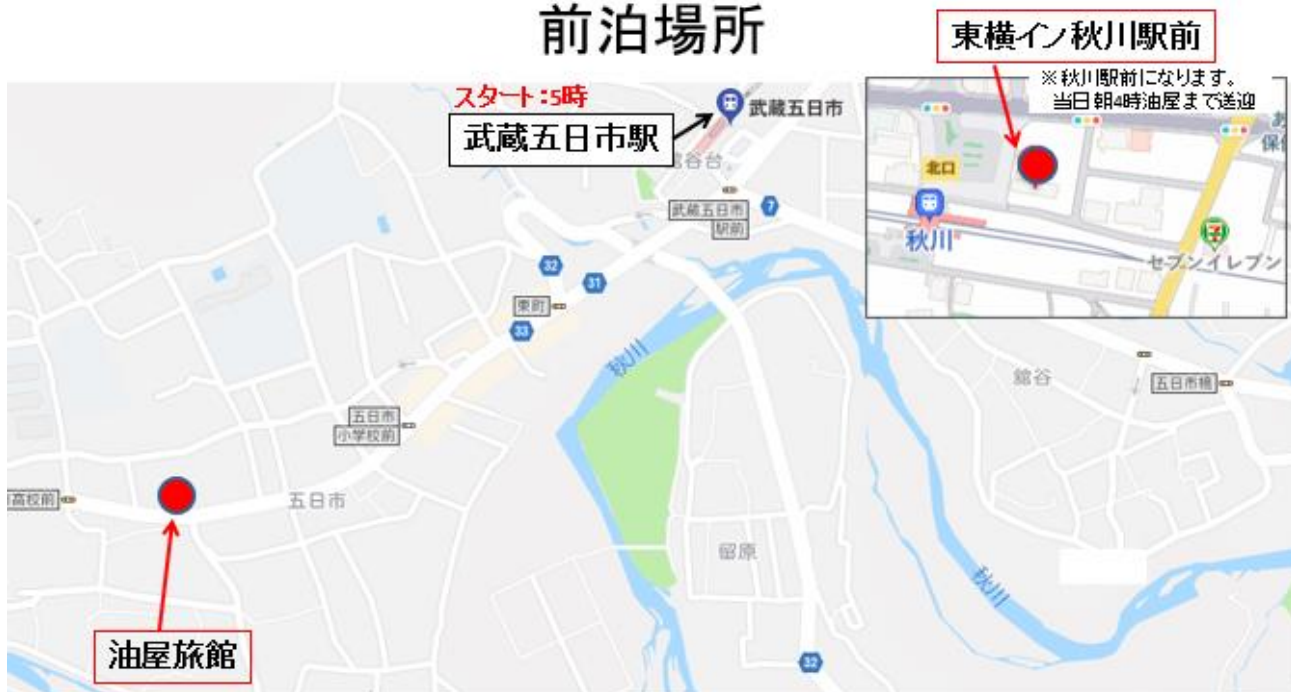 前泊場所
東横イン秋川駅前
※秋川駅前になります。
当日朝4時油屋まで送迎
スタート:5時
武蔵五日市駅
武蔵五日市
武蔵五日市
駅前
7
北口
秋川
セブンイレブン
32
31
東町
33
秋川
舘谷
五日市橋
五日市
小学校前
高校前
五日市
留原
秋川
油屋旅館
32